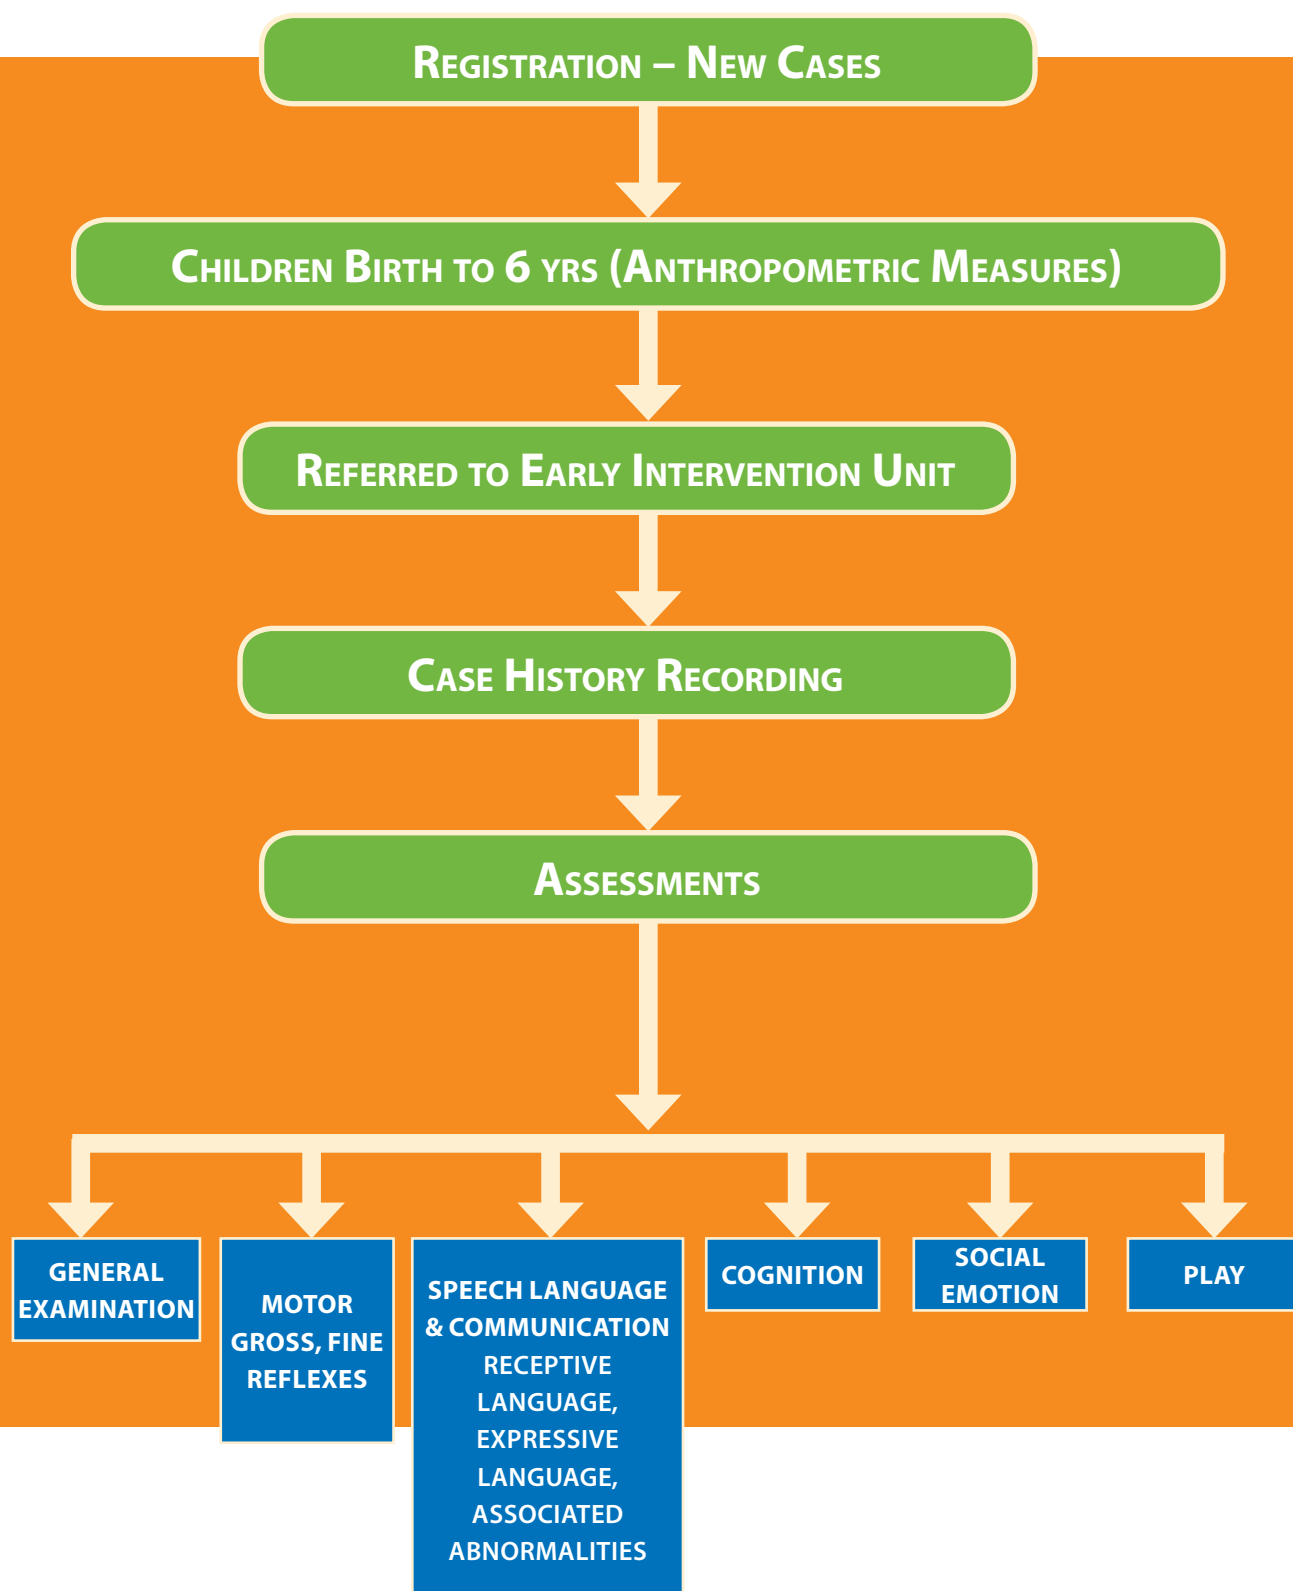 Registration – New Cases
Children Birth to 6 yrs (Anthropometric Measures)
Referred to Early Intervention Unit
Case History Recording
Assessments
GENERAL
EXAMINATION
MOTOR
GROSS, FINE
REFLEXES
SPEECH LANGUAGE
& COMMUNICATION
RECEPTIVE
LANGUAGE,
EXPRESSIVE
LANGUAGE,
ASSOCIATED
ABNORMALITIES
COGNITION
SOCIAL
EMOTION
PLAY